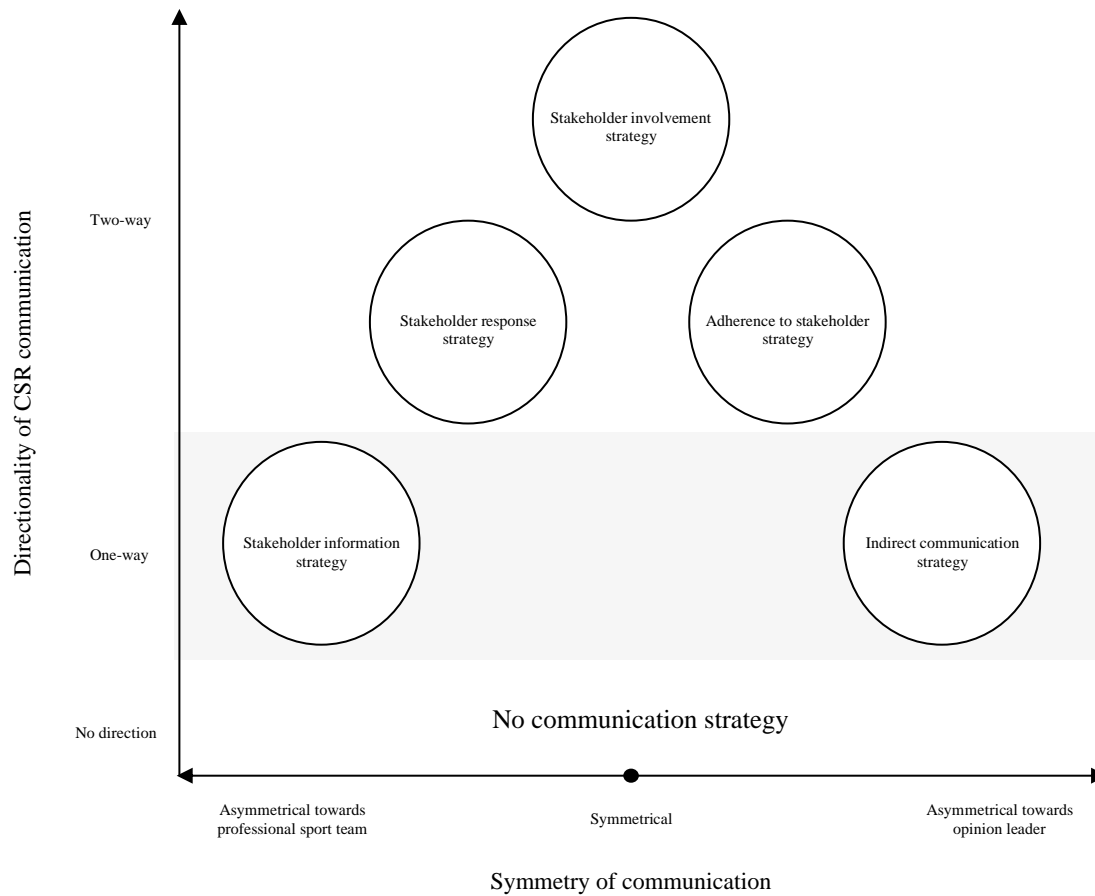 Stakeholder involvement
strategy
Two-way
Stakeholder response
strategy
Adherence to stakeholder
strategy
Directionality of CSR communication
One-way
Stakeholder information
strategy
Indirect communication
strategy
No direction
No communication strategy
Asymmetrical towards
professional sport team
Symmetrical
Asymmetrical towards
opinion leader
Symmetry of communication